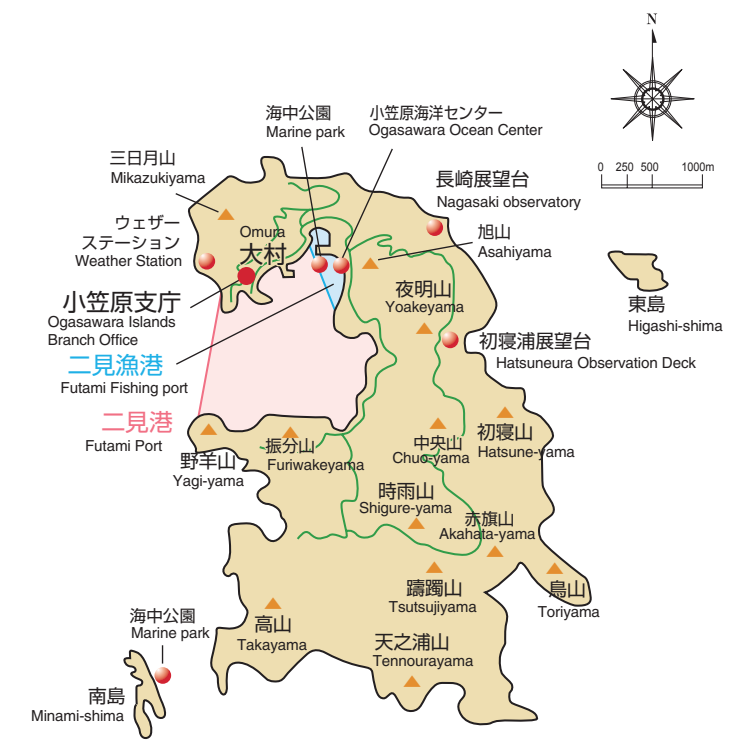 N
0 250 500 1000m
海中公園
Marine park
小笠原海洋センター
Ogasawara Ocean Center
三日月山
Mikazukiyama
長崎展望台
Nagasaki observatory
ウェザー
ステーション
Weather Station
Omura
大村
旭山
Asahiyama
小笠原支庁
Ogasawara Islands
Branch Office
夜明山
Yoakeyama
東島
Higashi-shima
初寝浦展望台
Hatsuneura Observation Deck
二見漁港
Futami Fishing port
二見港
Futami Port
野羊山
Yagi-yama
振分山
Furiwakeyama
中央山
Chuo-yama
初寝山
Hatsune-yama
時雨山
Shigure-yama
赤旗山
Akahata-yama
躊躅山
Tsutsujiyama
鳥山
Toriyama
高山
Takayama
天之浦山
Tennourayama
海中公園
Marine park
南島
Minami-shima